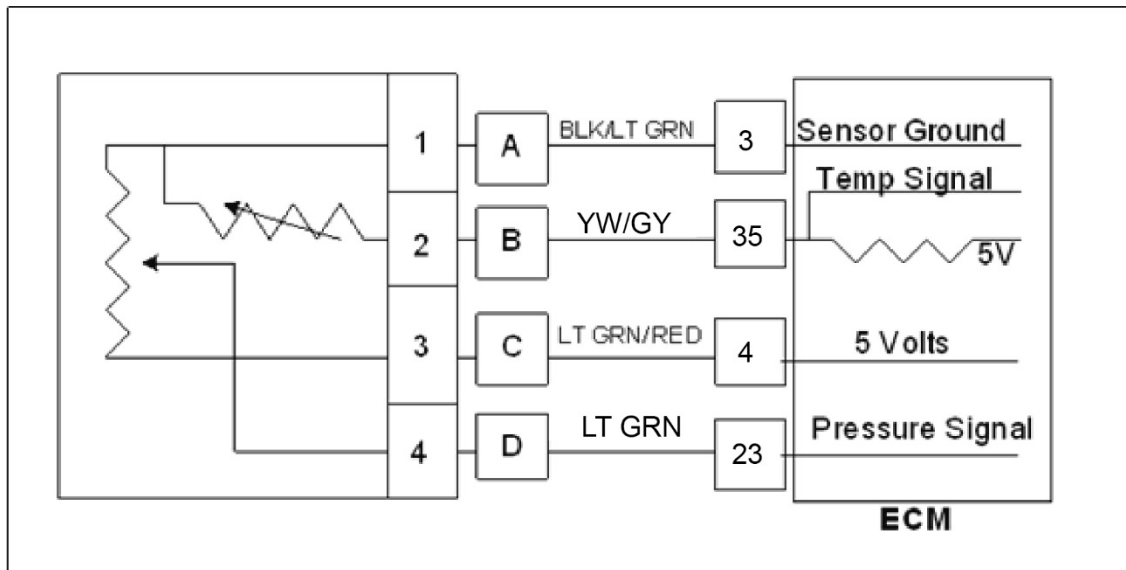 1 A BLK/LT GRN 3 Sensor Ground
Temp Signal
2 B YW/GY 35 5V
3 C LT GRN/RED 4 5 Volts
4 D LT GRN 23 Pressure Signal
ECM